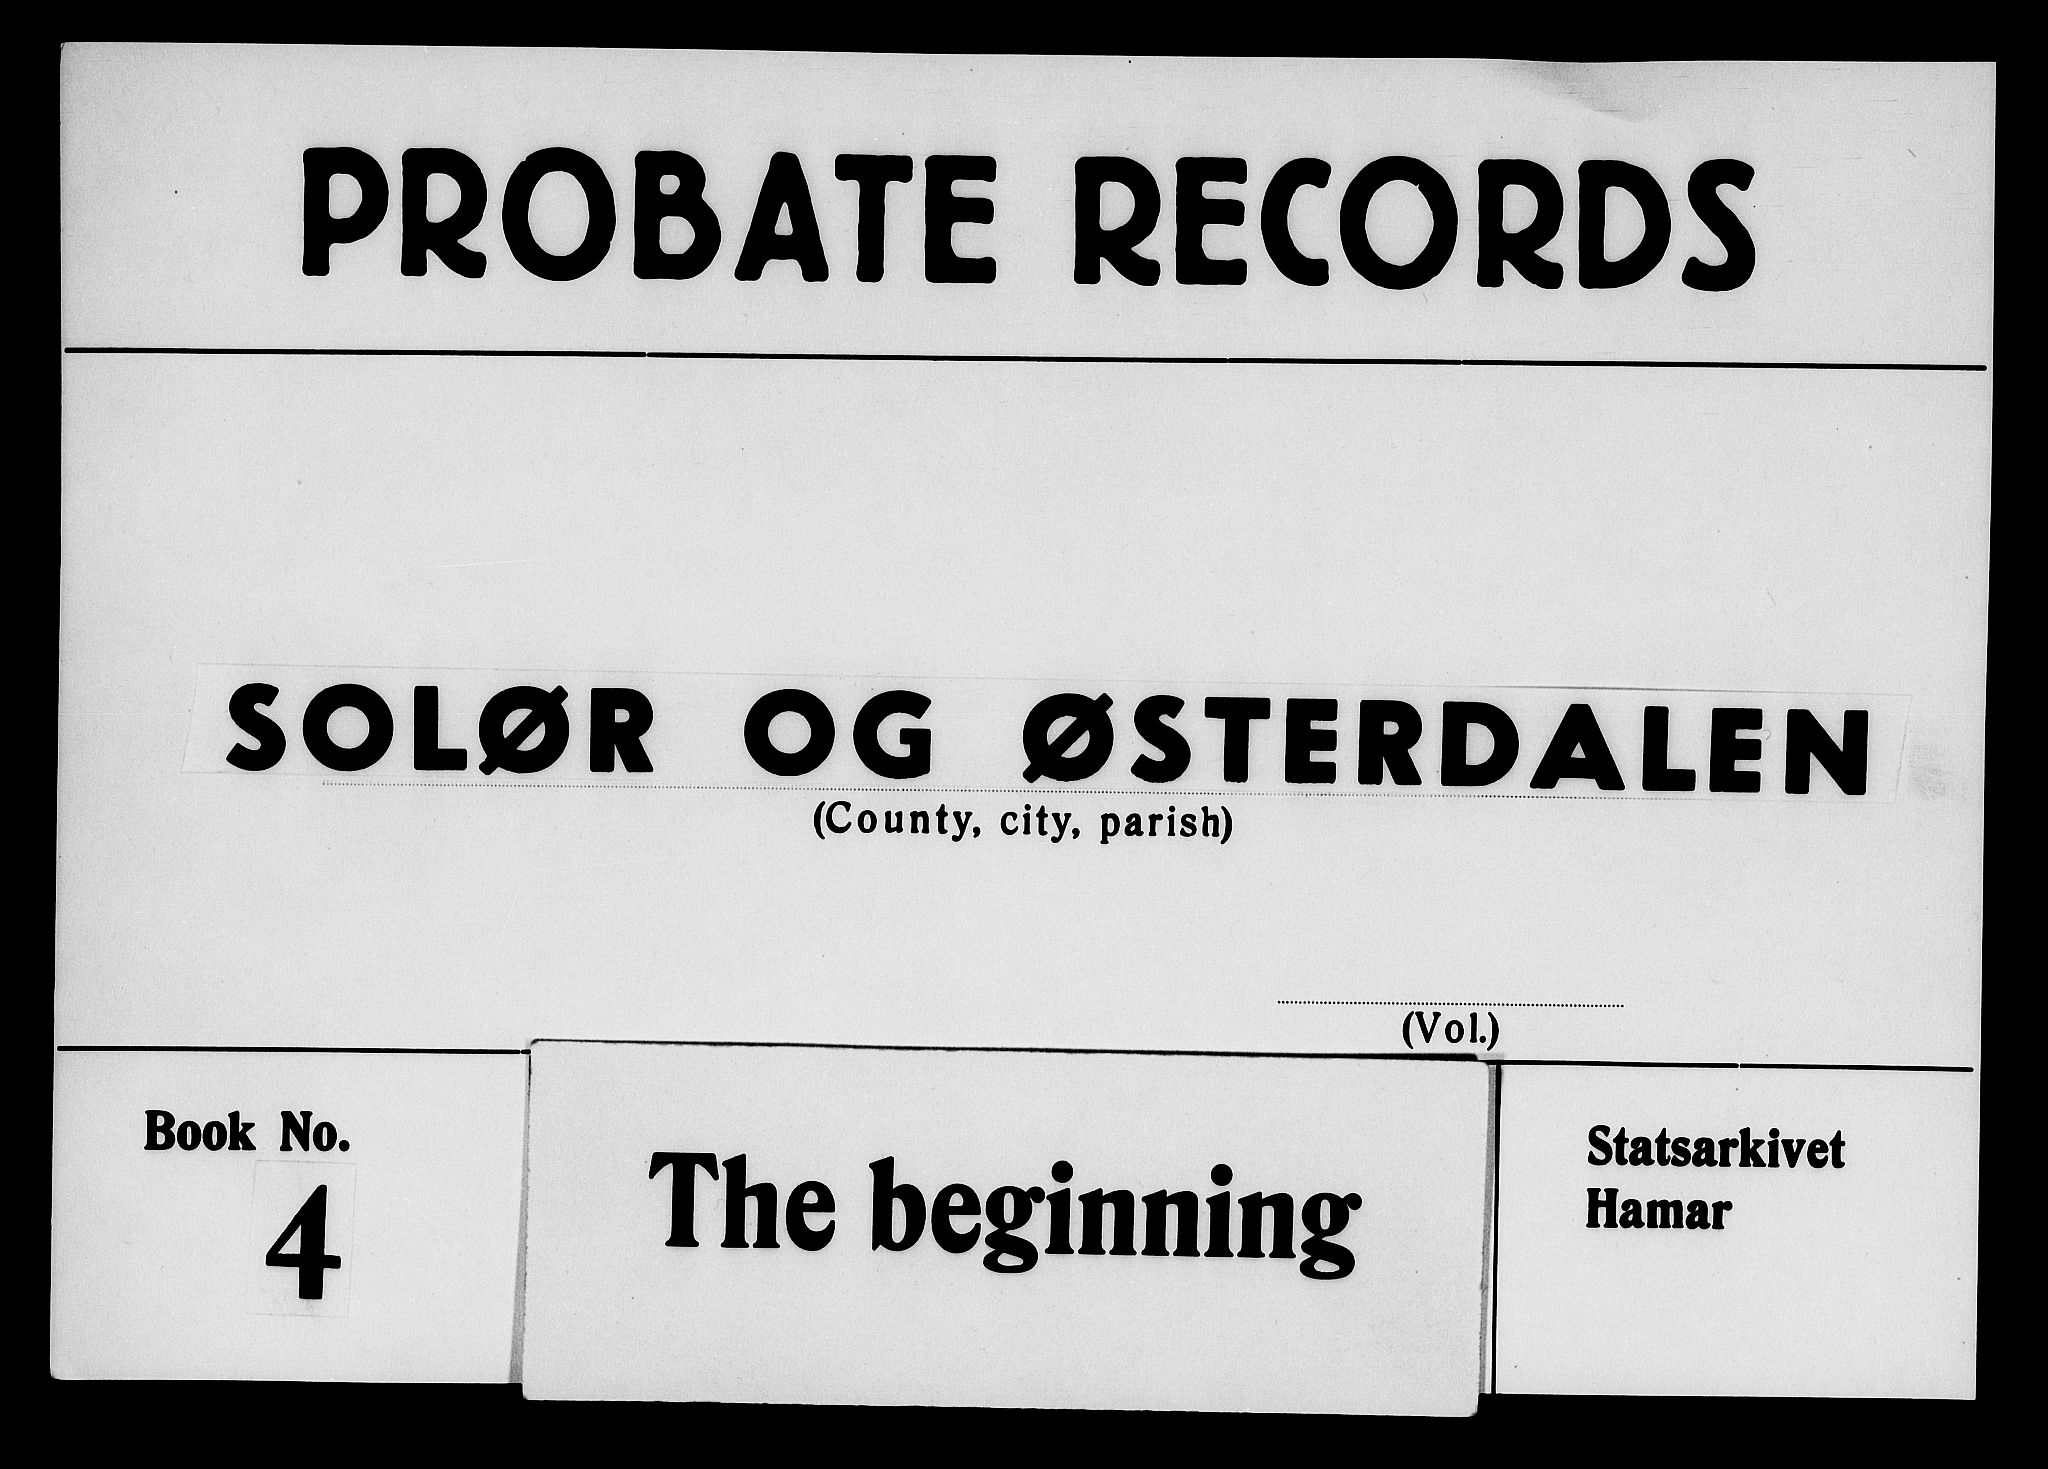 PROBATE RECORDS
SOLØR OG ØSTERDALEN
(County, city, parish)
(Vol.)
Book No.
4
The beginning
Statsarkivet
Hamar